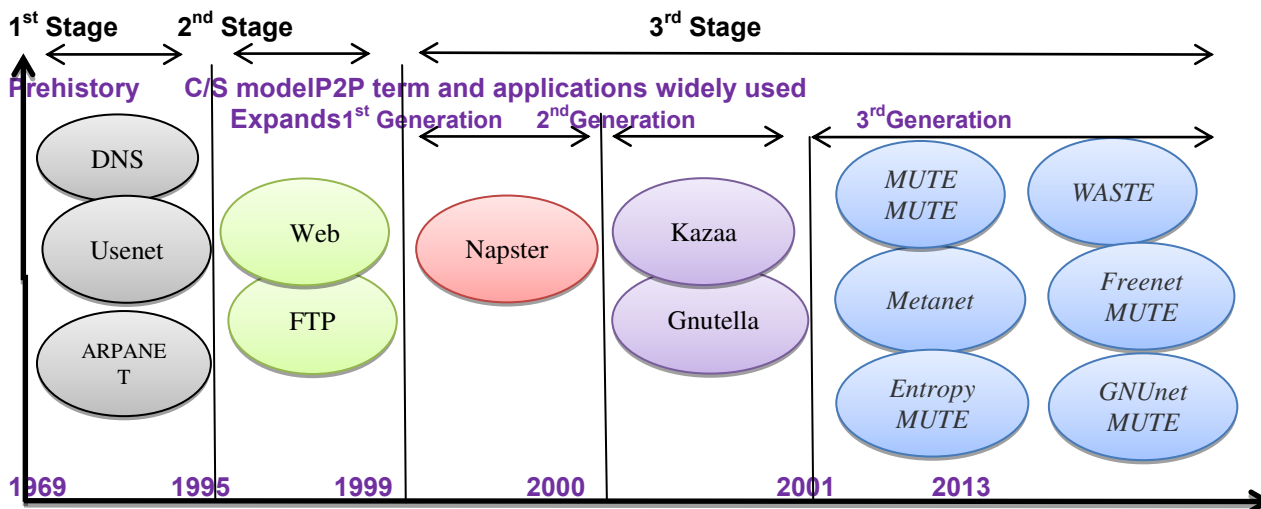 1st Stage 2nd Stage 3rd Stage
Prehistory C/S modelP2P term and applications widely used
Expands1st Generation 2ndGeneration 3rdGeneration
DNS
Usenet
ARPANE
T
Web
FTP
Napster
Kazaa
Gnutella
MUTE
MUTE
Metanet
Entropy
MUTE
WASTE
Freenet
MUTE
GNUnet
MUTE
1969 1995 1999 2000 2001 2013